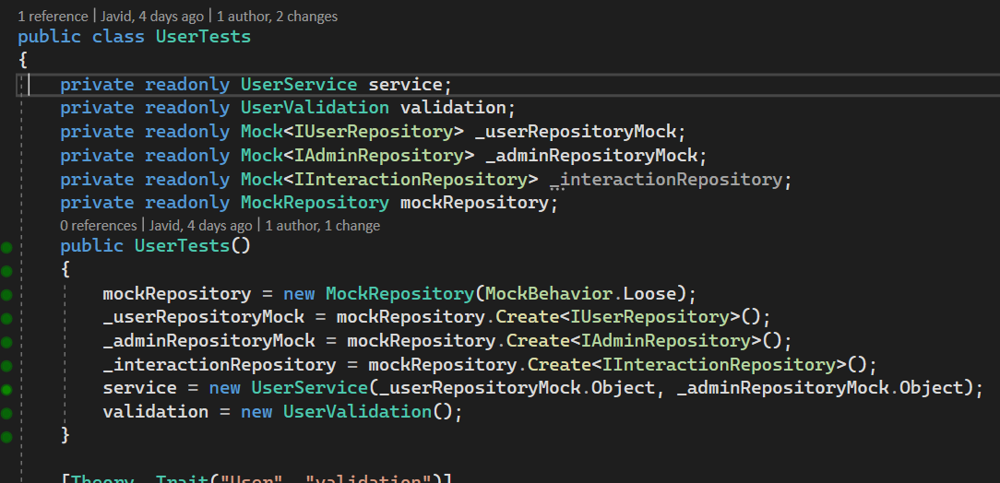 1 reference | Javid, 4 days ago | 1 author, 2 changes
public class UserTests
{
private readonly UserService service;
private readonly UserValidation validation;
private readonly Mock<IUserRepository> _userRepositoryMock;
private readonly Mock<IAdminRepository> _adminRepositoryMock;
private readonly Mock<IInteractionRepository> _interactionRepository;
private readonly MockRepository mockRepository;
0 references | Javid, 4 days ago | 1 author, 1 change
public UserTests()
{
mockRepository = new MockRepository(MockBehavior.Loose);
_userRepositoryMock = mockRepository.Create<IUserRepository>();
_adminRepositoryMock = mockRepository.Create<IAdminRepository>();
_interactionRepository = mockRepository.Create<IInteractionRepository>();
service = new UserService(_userRepositoryMock.Object, _adminRepositoryMock.Object);
validation = new UserValidation();
}
[Theory, Trait("User", "validation")]